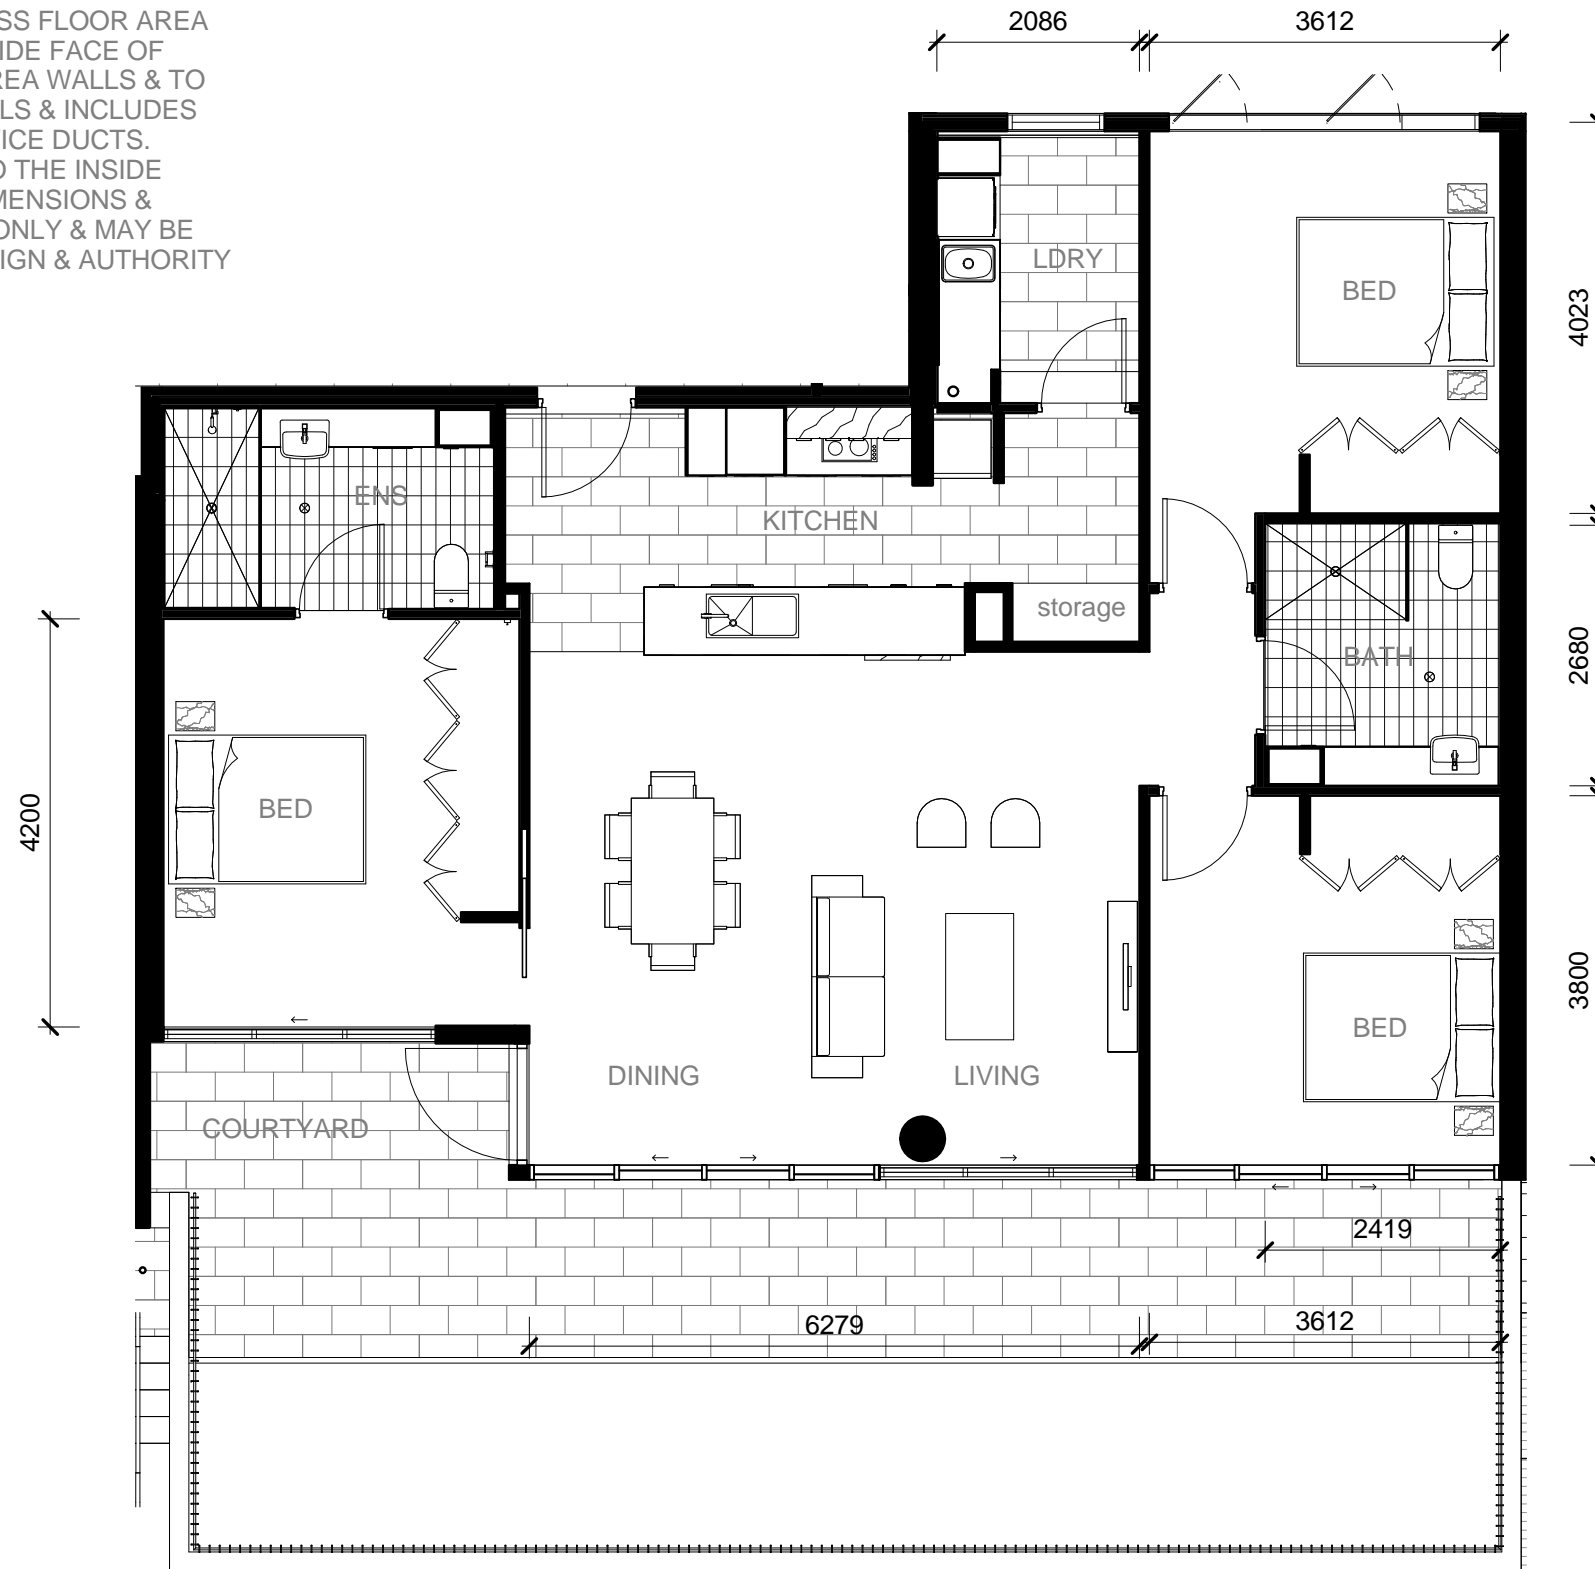 SS FLOOR AREA
IDE FACE OF
REA WALLS & TO
LS & INCLUDES
ICE DUCTS.
O THE INSIDE
MENSIONS &
ONLY & MAY BE
IGN & AUTHORITY
2086
3612
LDRY
BED
4023
ENS
KITCHEN
storage
BATH
2680
BED
4200
BED
3800
DINING
LIVING
COURTYARD
2419
6279
3612